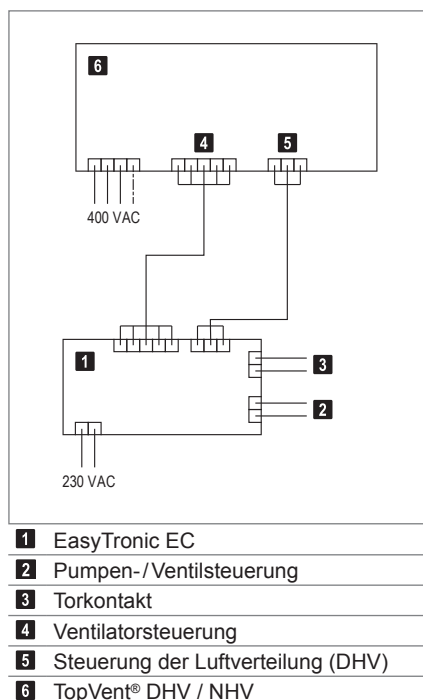 6
4
5
400 VAC
1
3
2
230 VAC
1 EasyTronic EC
2 Pumpen-/Ventilsteuerung
3 Torkontakt
4 Ventilatorsteuerung
5 Steuerung der Luftverteilung (DHV)
6 TopVent® DHV / NHV